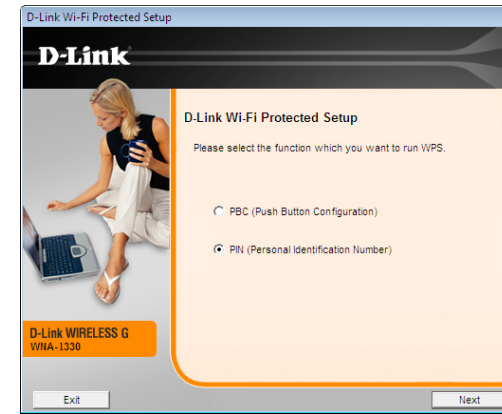 D-Link Wi-Fi Protected Setup
D-Link
D-Link Wi-Fi Protected Setup
Please select the function which you want to run WPS.
PBC (Push Button Configuration)
PIN (Personal Identification Number)
D-Link WIRELESS G
WNA-1330
Exit
Next